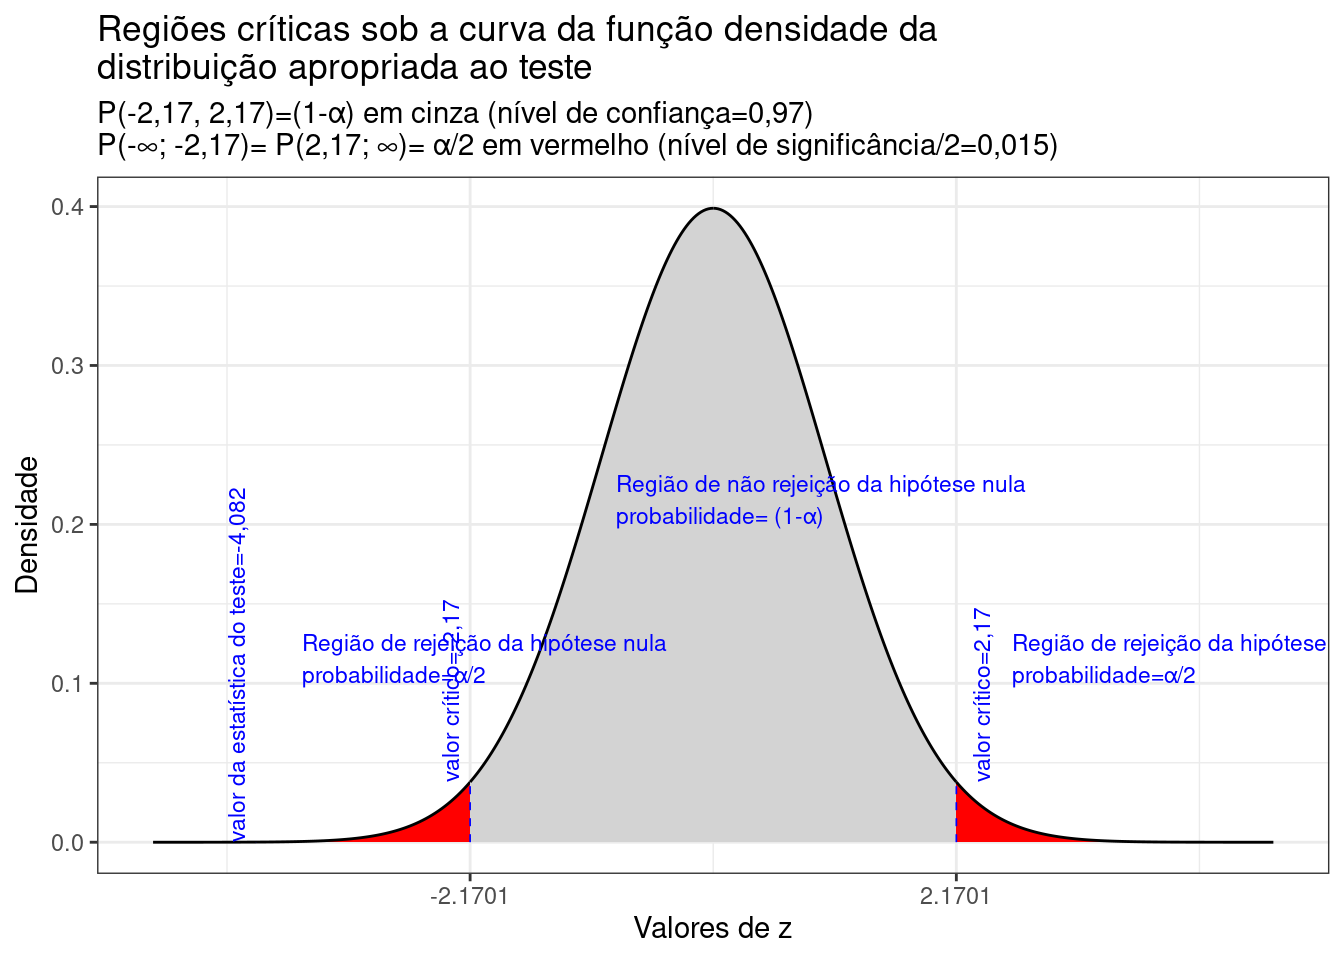 Regiões críticas sob a curva da função densidade da
distribuição apropriada ao teste
P(-2,17, 2,17)=(1-α) em cinza (nível de confiança=0,97)
P(-∞; -2,17)= P(2,17; ∞)= α/2 em vermelho (nível de significância/2=0,015)
0.4
0.3
0.2
0.1
0.0
Densidade
valor da estatística do teste=-4,082
Região de rejeição da hipótese nula
probabilidade=α/2
valor crítico=-2,17
Região de não rejeição da hipótese nula
probabilidade= (1-α)
valor crítico=2,17
Região de rejeição da hipótese
probabilidade=α/2
-2.1701
2.1701
Valores de z